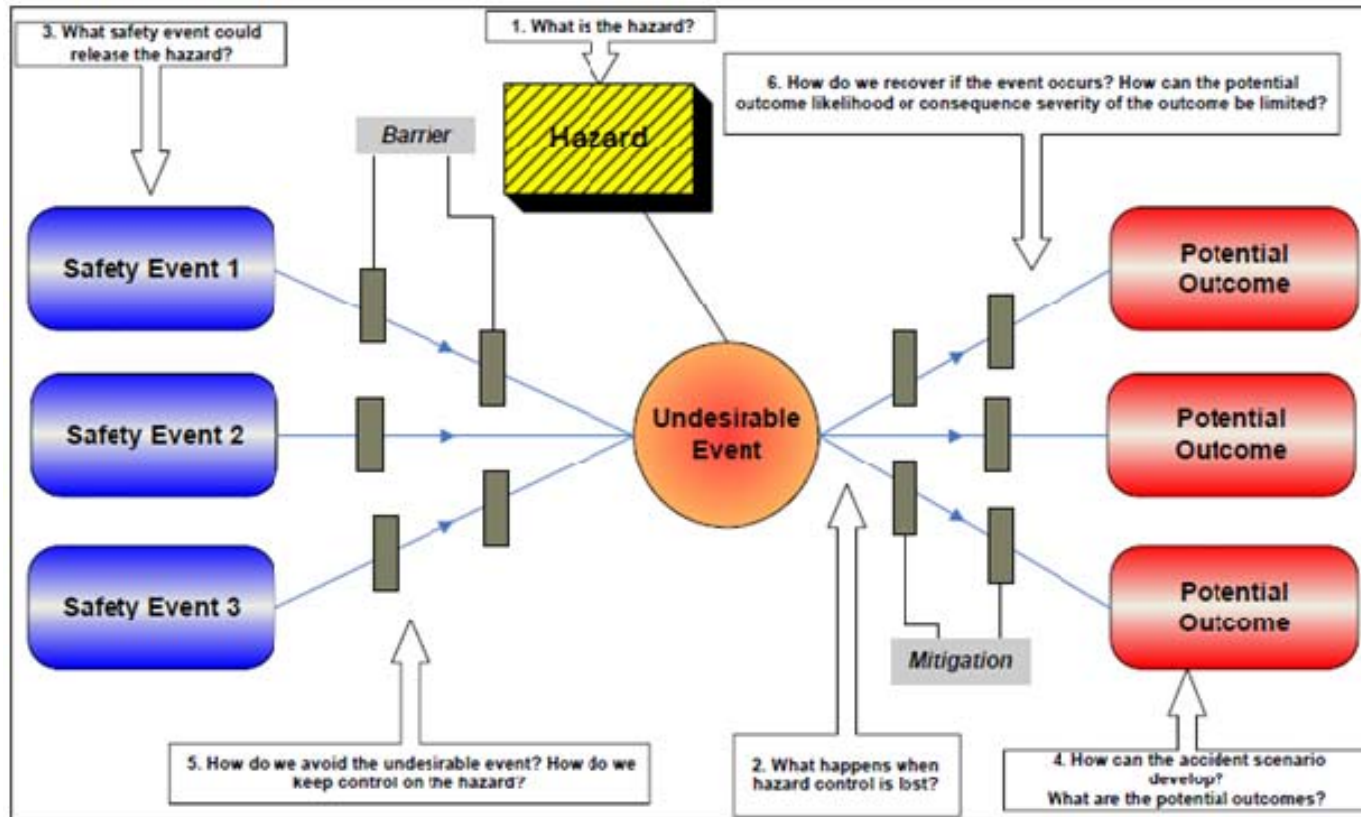 3. What safety event could
release the hazard?
1. What is the hazard?
6. How do we recover if the event occurs? How can the potential
outcome likelihood or consequence severity of the outcome be limited?
Barrier
Hazard
Safety Event 1
Potential
Outcome
Safety Event 2
Undesirable
Event
Potential
Outcome
Safety Event 3
Potential
Outcome
Mitigation
5. How do we avoid the undesirable event? How do we
keep control on the hazard?
2. What happens when
hazard control is lost?
4. How can the accident scenario
develop?
What are the potential outcomes?